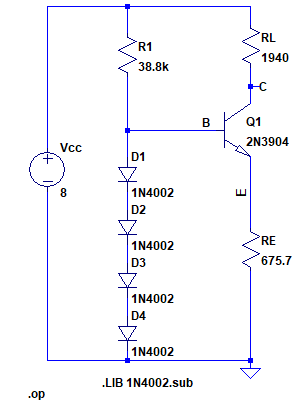 R1
38.8k
RL
1940
C
B
Q1
2N3904
Vcc
8
D1
1N4002
D2
1N4002
D3
1N4002
D4
1N4002
E
RE
675.7
.LIB 1N4002.sub
.op